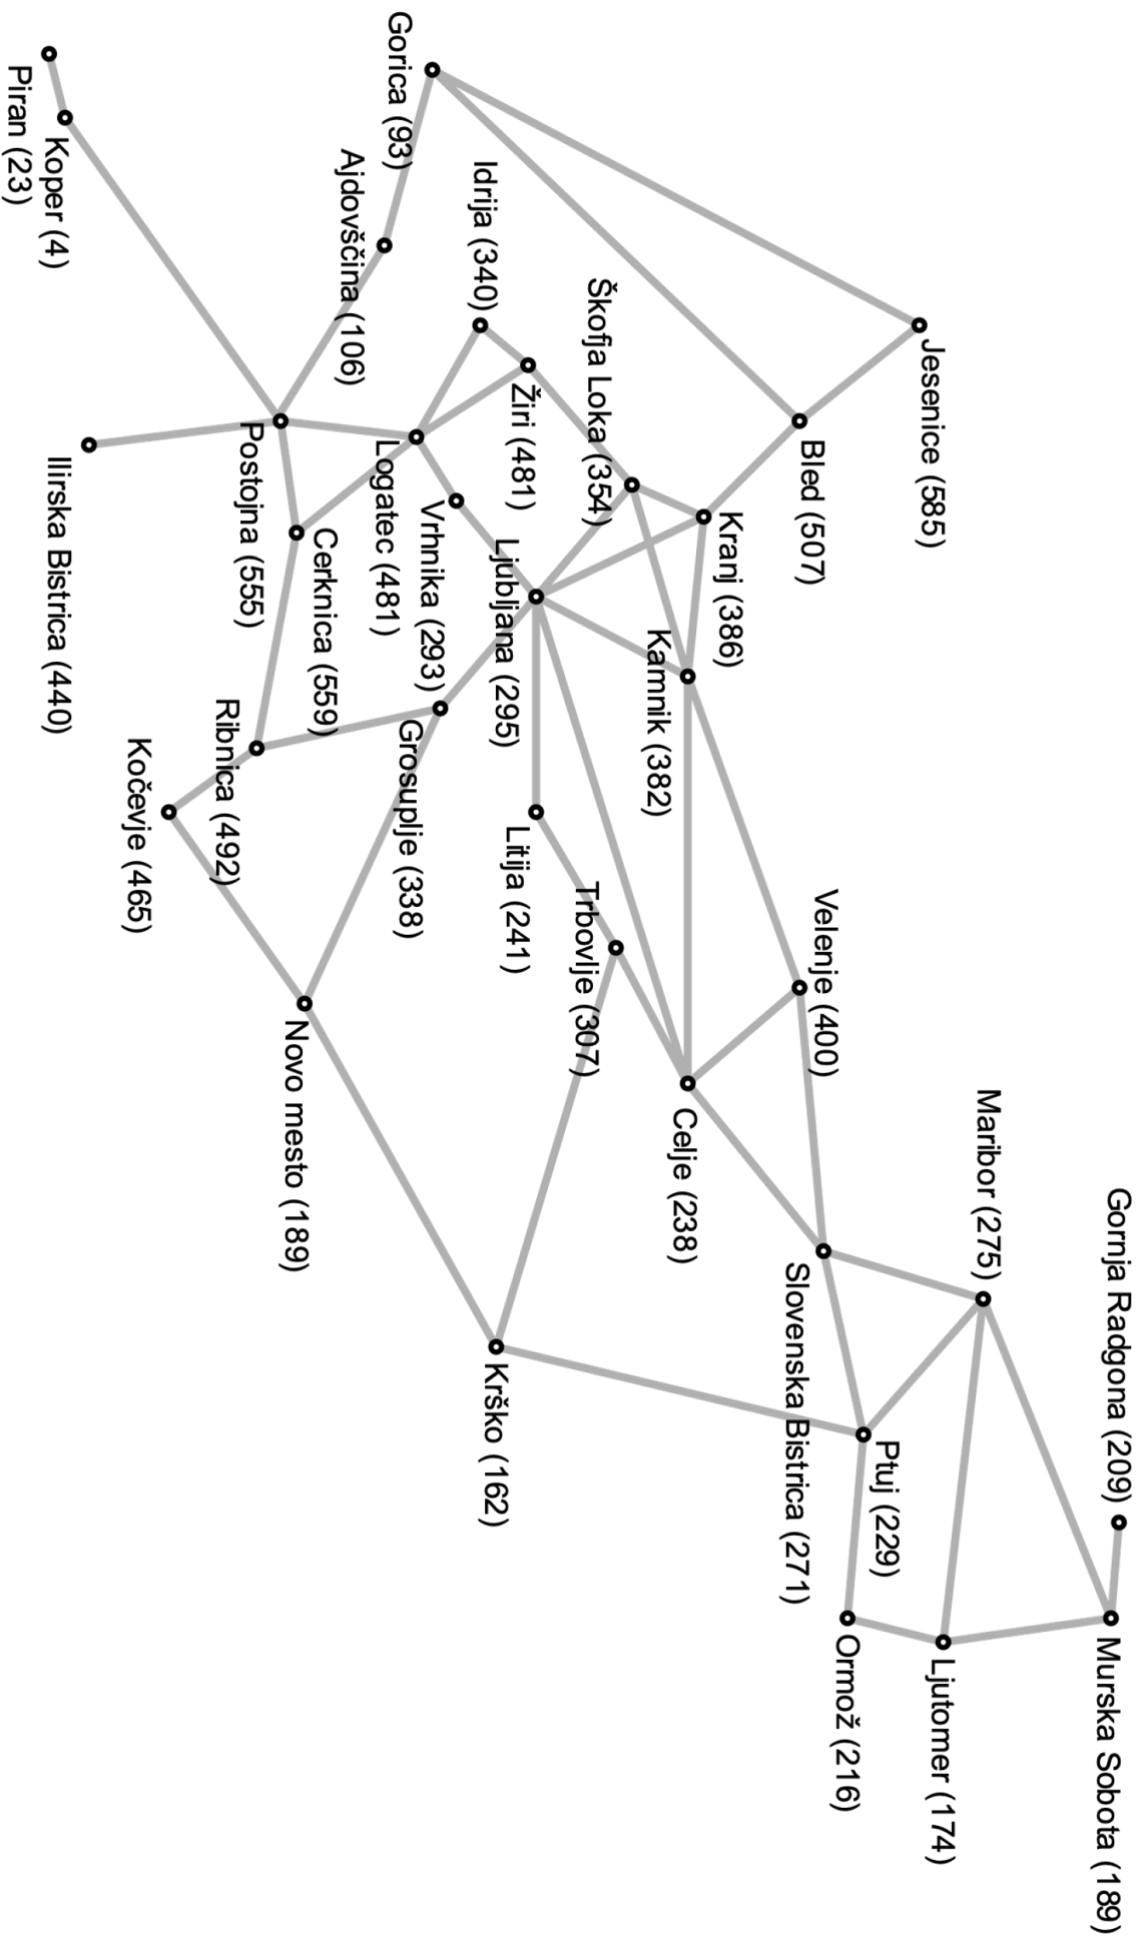 Jesenice (585)
Bled (507)
Gorica (93)
Ajdovščina (106)
Idrija (340)
Žiri (481)
Škofja Loka (354)
Kranj (386)
Kamnik (382)
Ljubljana (295)
Vrhnika (293)
Logatec (481)
Cerknica (559)
Postojna (555)
Ilirska Bistrica (440)
Koper (4)
Piran (23)
Ribnica (492)
Kočevje (465)
Grosuplje (338)
Litija (241)
Trbovlje (307)
Novo mesto (189)
Velenje (400)
Celje (238)
Krško (162)
Slovenska Bistrica (271)
Maribor (275)
Ptuj (229)
Ormož (216)
Ljutomer (174)
Gornja Radgona (209)
Murska Sobota (189)